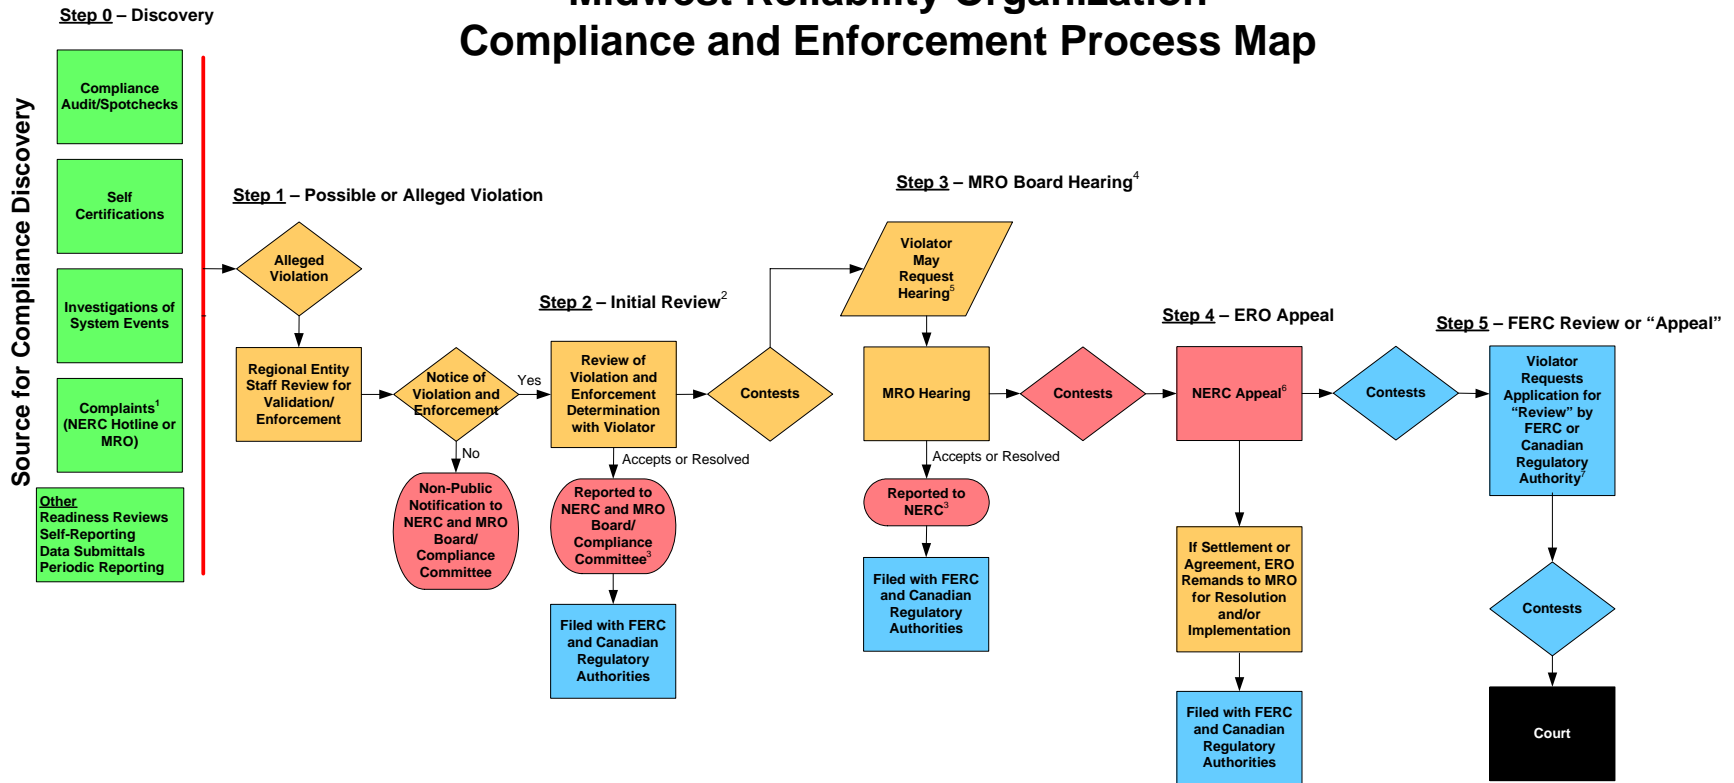 Midwest Reliability Organization
Compliance and Enforcement Process Map
Step 0 – Discovery
Source for Compliance Discovery
Compliance
Audit/Spotchecks
Self
Certifications
Investigations of
System Events
Complaints1
(NERC Hotline or
MRO)
Other
Readiness Reviews
Self-Reporting
Data Submittals
Periodic Reporting
Step 1 – Possible or Alleged Violation
Alleged
Violation
Regional Entity
Staff Review for
Validation/
Enforcement
Notice of
Violation and
Enforcement
Yes
No
Non-Public
Notification to
NERC and MRO
Board/
Compliance
Committee
Step 2 – Initial Review2
Review of
Violation and
Enforcement
Determination
with Violator
Accepts or Resolved
Reported to
NERC and MRO
Board/
Compliance
Committee3
Filed with FERC
and Canadian
Regulatory
Authorities
Contests
Step 3 – MRO Board Hearing4
Violator
May
Request
Hearing5
MRO Hearing
Accepts or Resolved
Reported to
NERC3
Filed with FERC
and Canadian
Regulatory
Authorities
Contests
Step 4 – ERO Appeal
NERC Appeal6
If Settlement or
Agreement, ERO
Remands to MRO
for Resolution
and/or
Implementation
Filed with FERC
and Canadian
Regulatory
Authorities
Contests
Step 5 – FERC Review or “Appeal”
Violator
Requests
Application for
“Review” by
FERC or
Canadian
Regulatory
Authority7
Contests
Court